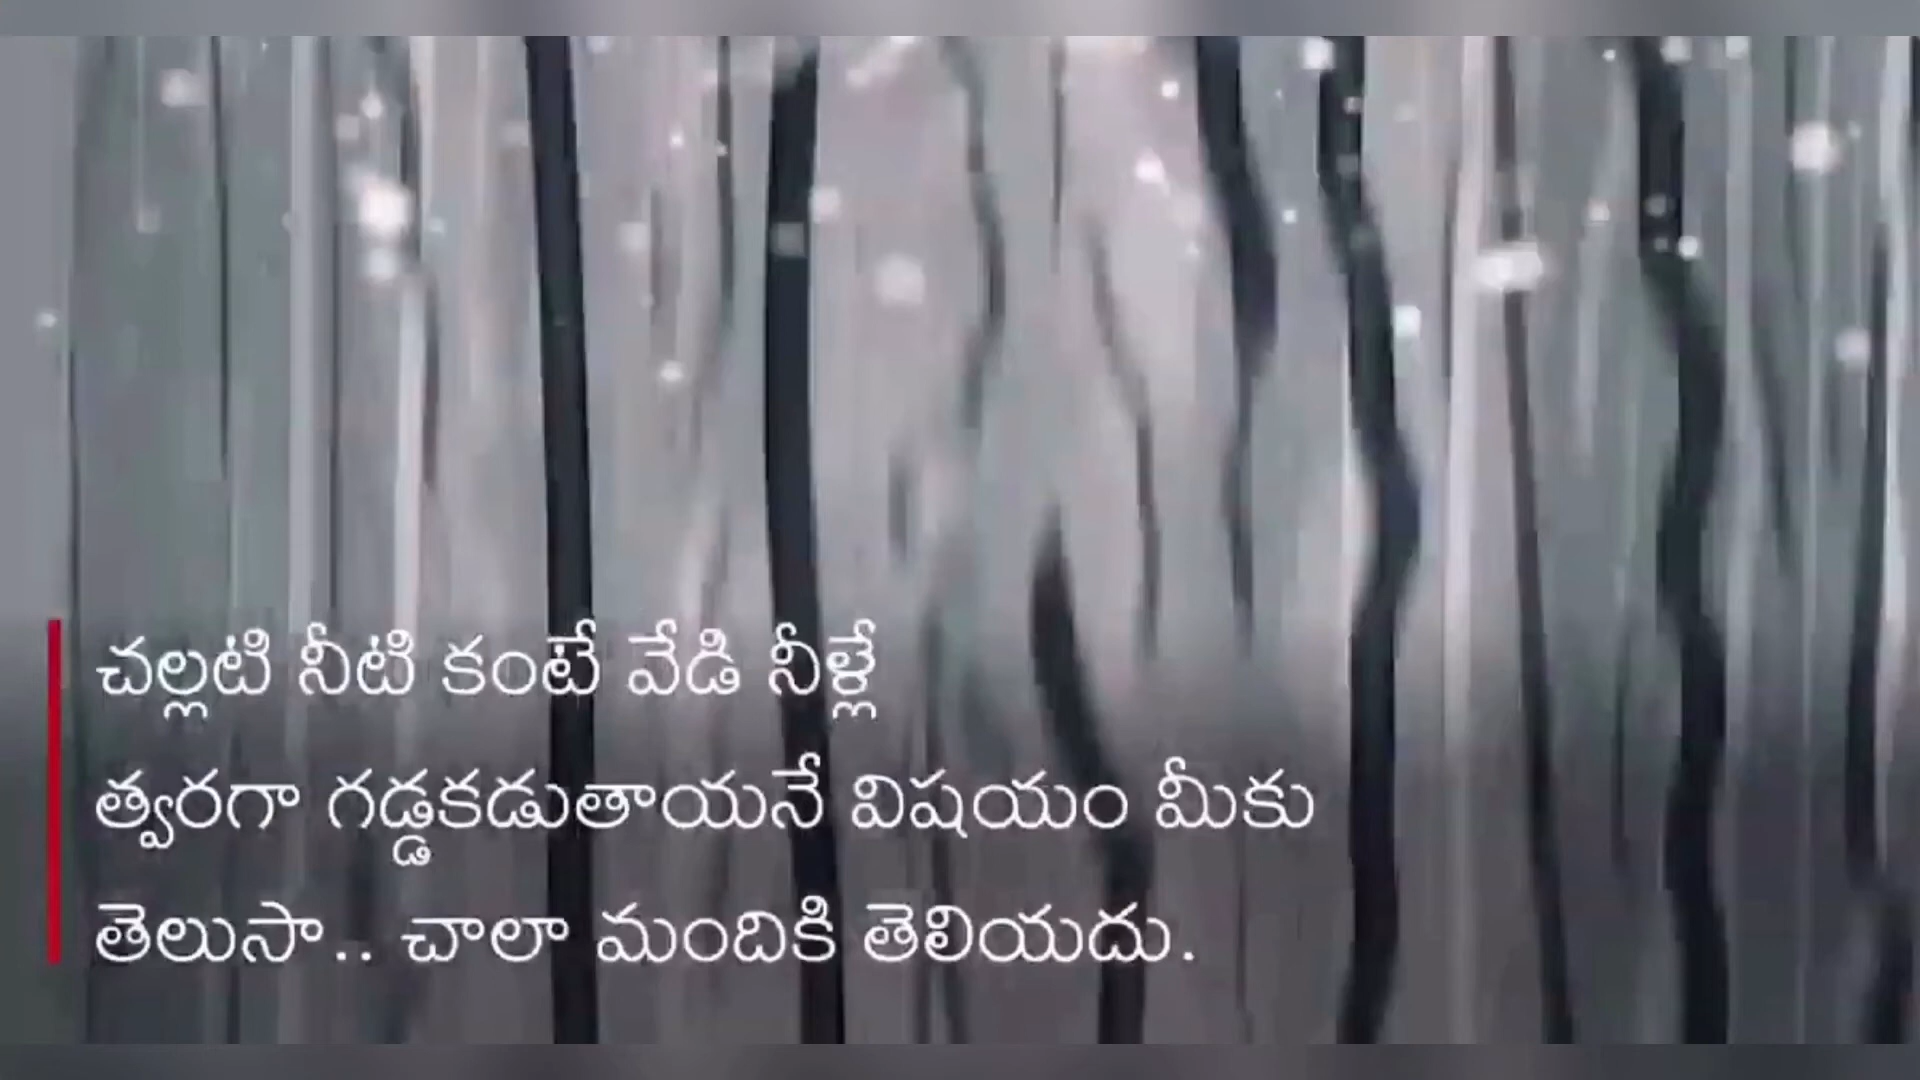 చల్లటి నీటి కంటే వేడి నీళ్లే
త్వరగా గడ్డకడుతాయనే విషయం మీకు
తెలుసా.. చాలా మందికి తెలియదు.